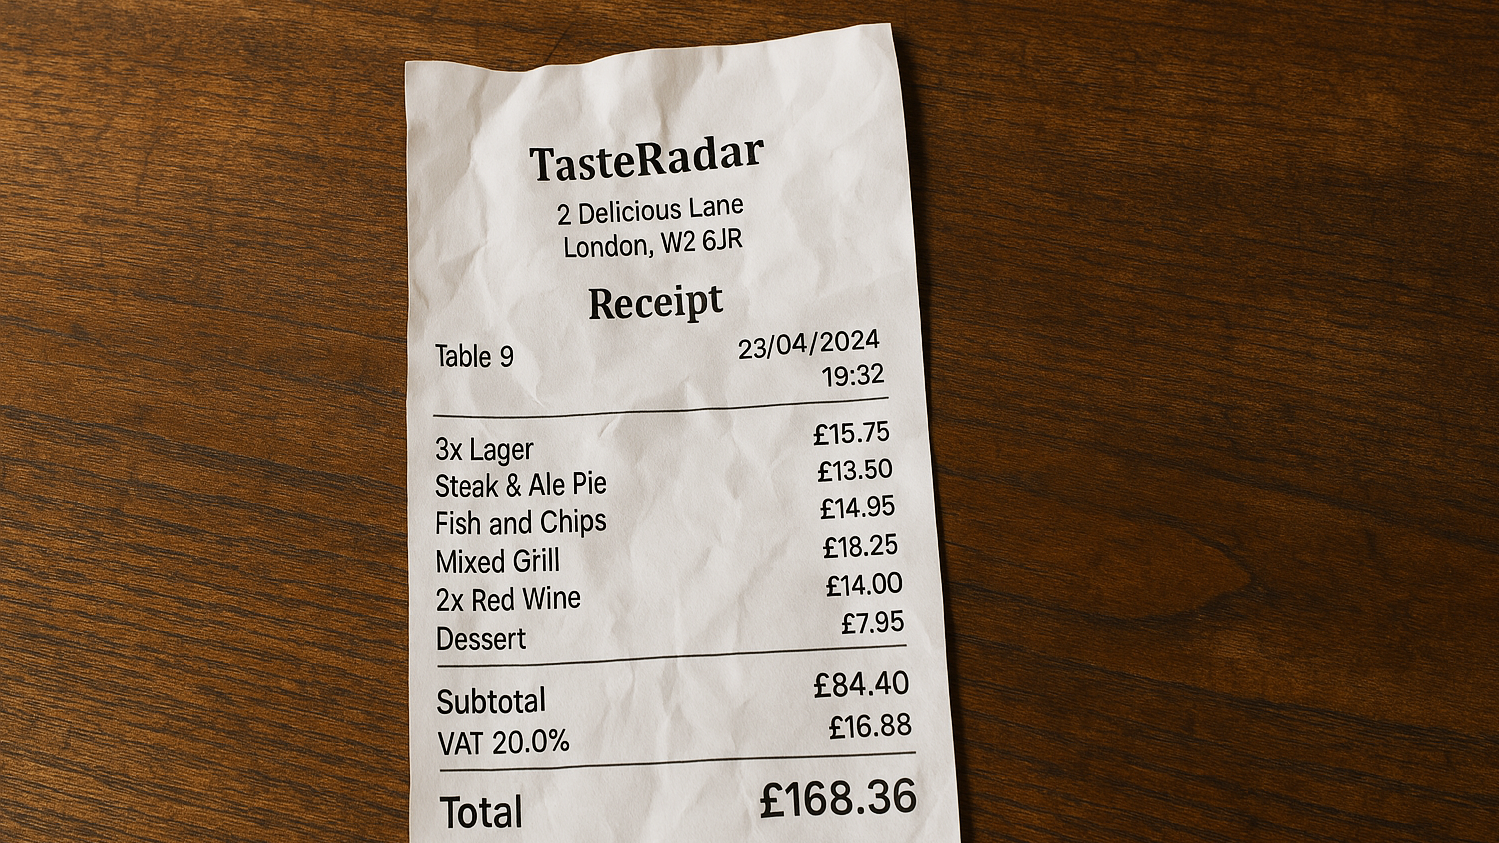 TasteRadar
2 Delicious Lane
London, W2 6JR
Receipt
Table 9 23/04/2024
19:32
3x Lager £15.75
Steak & Ale Pie £13.50
Fish and Chips £14.95
Mixed Grill £18.25
2x Red Wine £14.00
Dessert £7.95
Subtotal £84.40
VAT 20.0% £16.88
Total £168.36